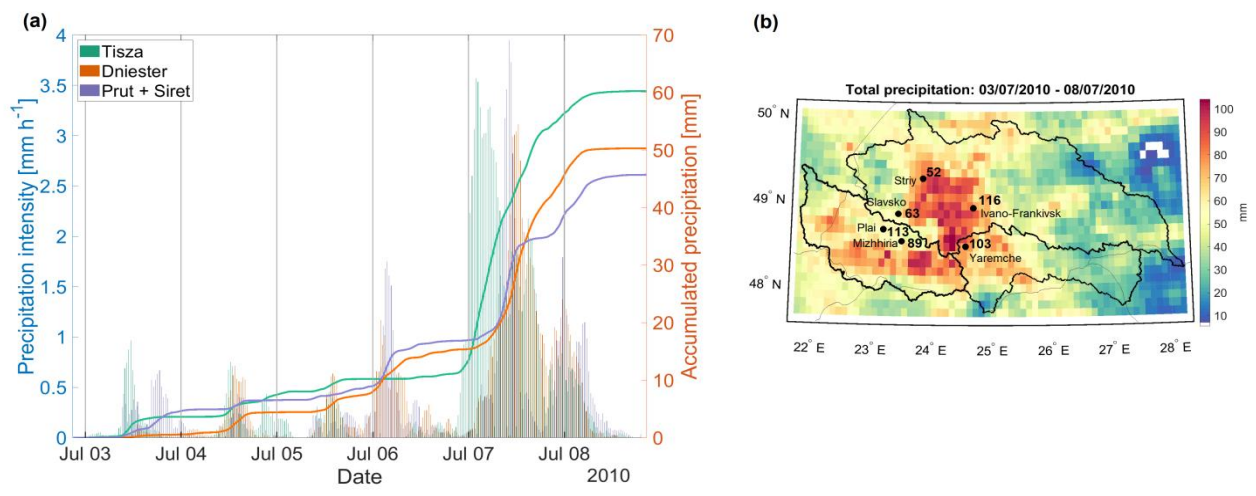 (a)
4
3.5
3
2.5
2
1.5
1
0.5
0
Precipitation intensity [mm h⁻¹]
Tisza
Dniester
Prut + Siret
70
60
50
40
30
20
10
0
Accumulated precipitation [mm]
Jul 03 Jul 04 Jul 05 Jul 06 Jul 07 Jul 08
Date
2010
(b)
Total precipitation: 03/07/2010 - 08/07/2010
50° N
49° N
48° N
52
Striy
Slavsko
63
116
Ivano-Frankivsk
Plai
113
Mizhhiria
897
103
Yaremche
22° E 23° E 24° E 25° E 26° E 27° E 28° E
100
90
80
70
60
50
40
30
20
10
mm